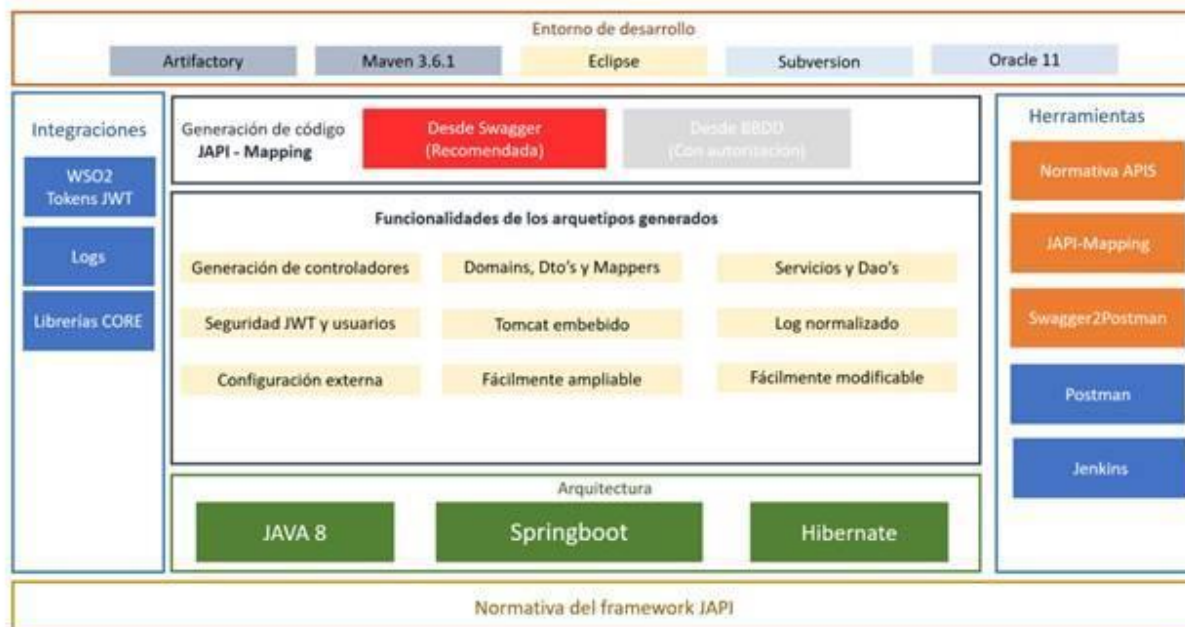 Entorno de desarrollo
Artifactory
Maven 3.6.1
Eclipse
Subversion
Oracle 11
Integraciones
WSO2
Tokens JWT
Logs
Librerías CORE
Generación de código
JAPI - Mapping
Desde Swagger
(Recomendada)
Desde BBDD
(Con autorización)
Funcionalidades de los arquetipos generados
Generación de controladores
Domains, Dto's y Mappers
Servicios y Dao's
Seguridad JWT y usuarios
Tomcat embebido
Log normalizado
Configuración externa
Fácilmente ampliable
Fácilmente modificable
Arquitectura
JAVA 8
Springboot
Hibernate
Herramientas
Normativa APIS
JAPI-Mapping
Swagger2Postman
Postman
Jenkins
Normativa del framework JAPI